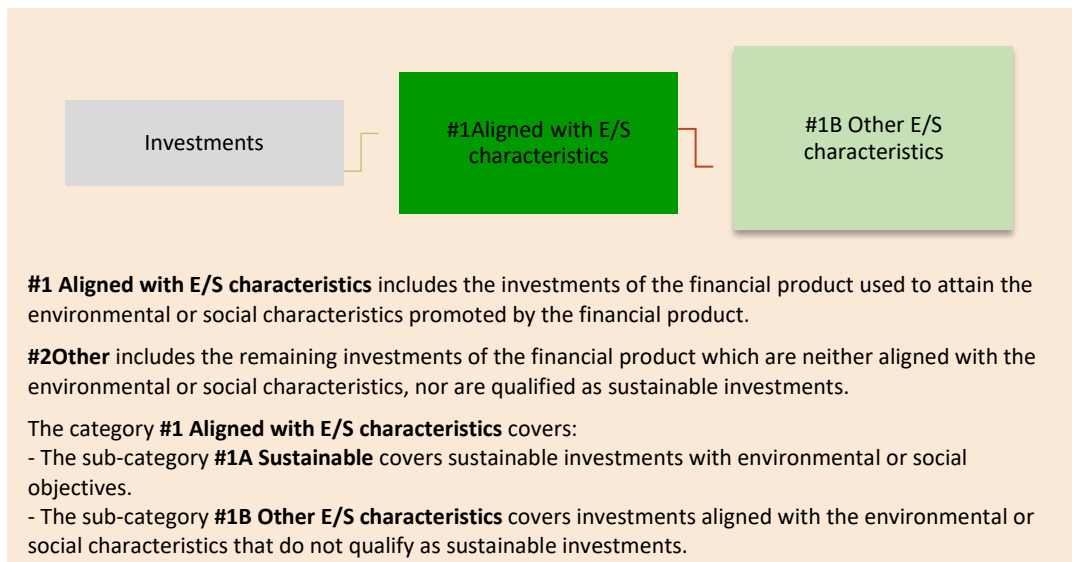 Investments
#1Aligned with E/S
characteristics
#1B Other E/S
characteristics
#1 Aligned with E/S characteristics includes the investments of the financial product used to attain the
environmental or social characteristics promoted by the financial product.
#2Other includes the remaining investments of the financial product which are neither aligned with the
environmental or social characteristics, nor are qualified as sustainable investments.
The category #1 Aligned with E/S characteristics covers:
- The sub-category #1A Sustainable covers sustainable investments with environmental or social
objectives.
- The sub-category #1B Other E/S characteristics covers investments aligned with the environmental or
social characteristics that do not qualify as sustainable investments.